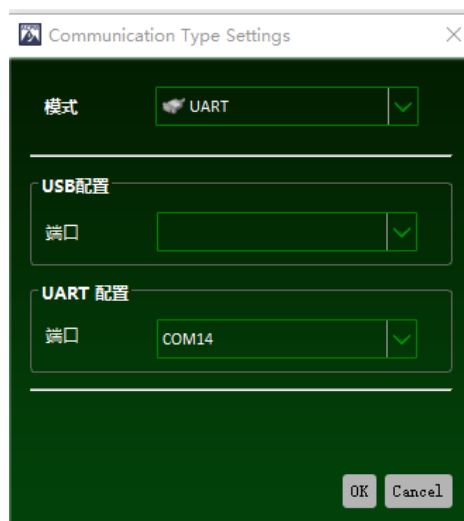 Communication Type Settings
模式 UART
USB配置
端口
UART 配置
端口 COM14
OK Cancel